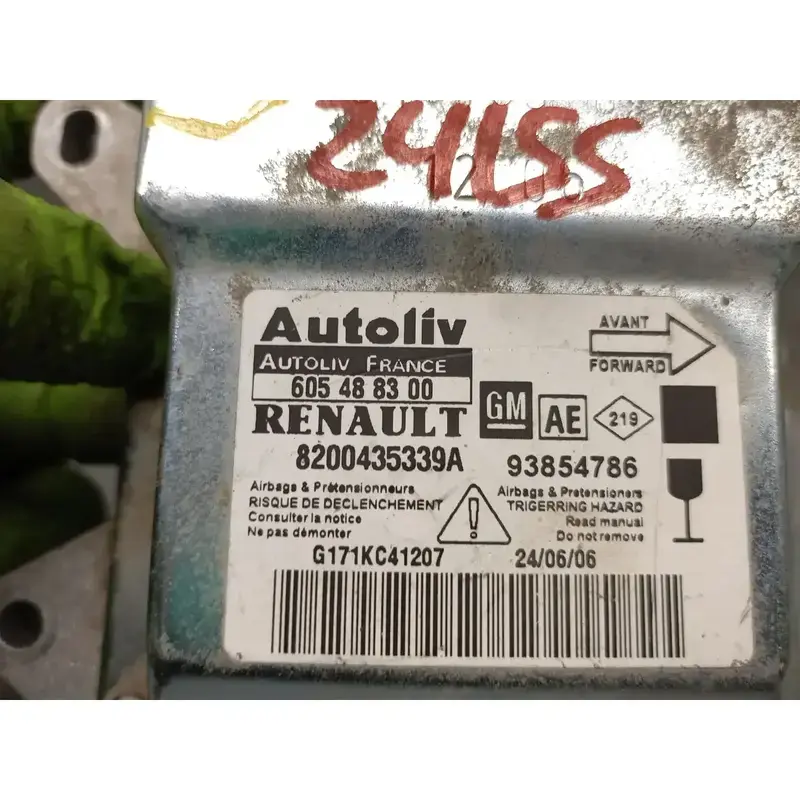 24LSS
Autoliv
AUTOLIV FRANCE
605 48 83 00
RENAULT
GM
AE
219
AVANT
FORWARD
8200435339A
93854786
Airbags & Prétensionneurs
RISQUE DE DECLENCHEMENT
Consulter la notice
Ne pas démonter
Airbags & Pretensioners
TRIGERRING HAZARD
Read manual
Do not remove
G171KC41207
24/06/06